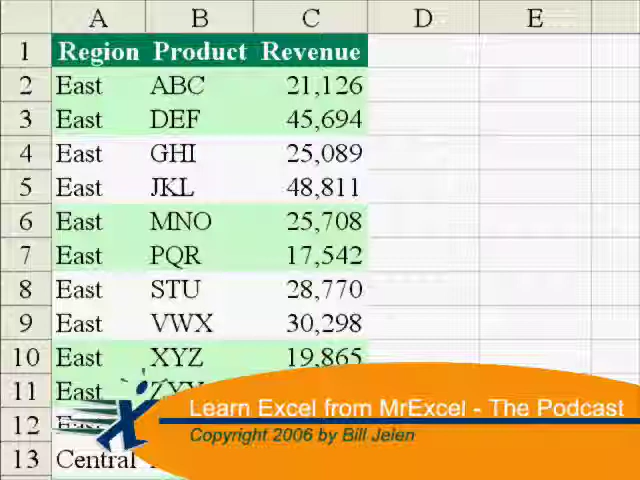 A B C D E
1 Region Product Revenue
2 East ABC 21,126
3 East DEF 45,694
4 East GHI 25,089
5 East JKL 48,811
6 East MNO 25,708
7 East PQR 17,542
8 East STU 28,770
9 East VWX 30,298
10 East XYZ 19,865
11 East
12
13 Central
Learn Excel from MrExcel - The Podcast
Copyright 2006 by Bill Jelen